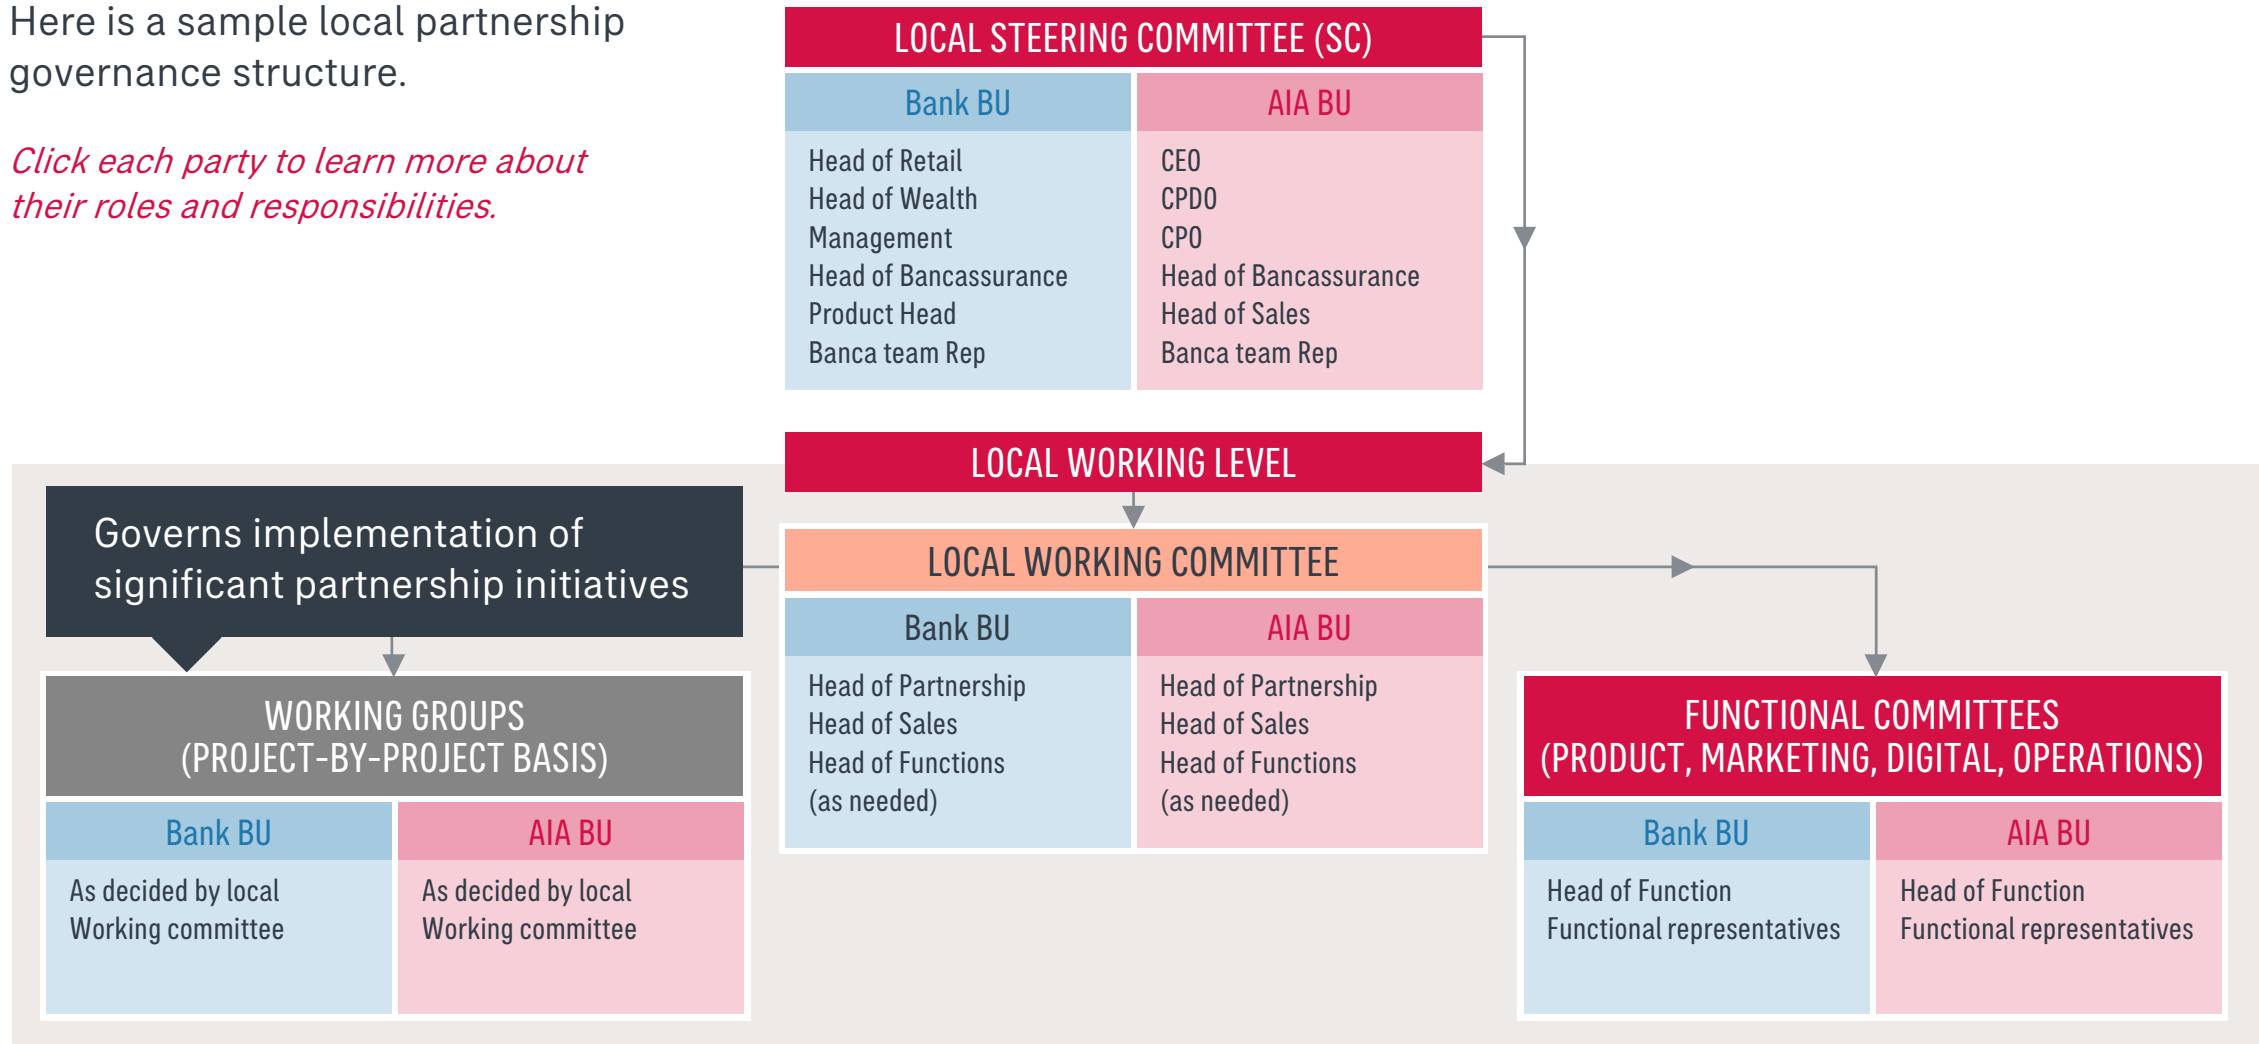 Here is a sample local partnership
governance structure.
Click each party to learn more about
their roles and responsibilities.
LOCAL STEERING COMMITTEE (SC)
Bank BU
Head of Retail
Head of Wealth
Management
Head of Bancassurance
Product Head
Banca team Rep
AIA BU
CEO
CPDO
CPO
Head of Bancassurance
Head of Sales
Banca team Rep
LOCAL WORKING LEVEL
Governs implementation of
significant partnership initiatives
LOCAL WORKING COMMITTEE
Bank BU
Head of Partnership
Head of Sales
Head of Functions
(as needed)
AIA BU
Head of Partnership
Head of Sales
Head of Functions
(as needed)
WORKING GROUPS
(PROJECT-BY-PROJECT BASIS)
Bank BU
As decided by local
Working committee
AIA BU
As decided by local
Working committee
FUNCTIONAL COMMITTEES
(PRODUCT, MARKETING, DIGITAL, OPERATIONS)
Bank BU
Head of Function
Functional representatives
AIA BU
Head of Function
Functional representatives